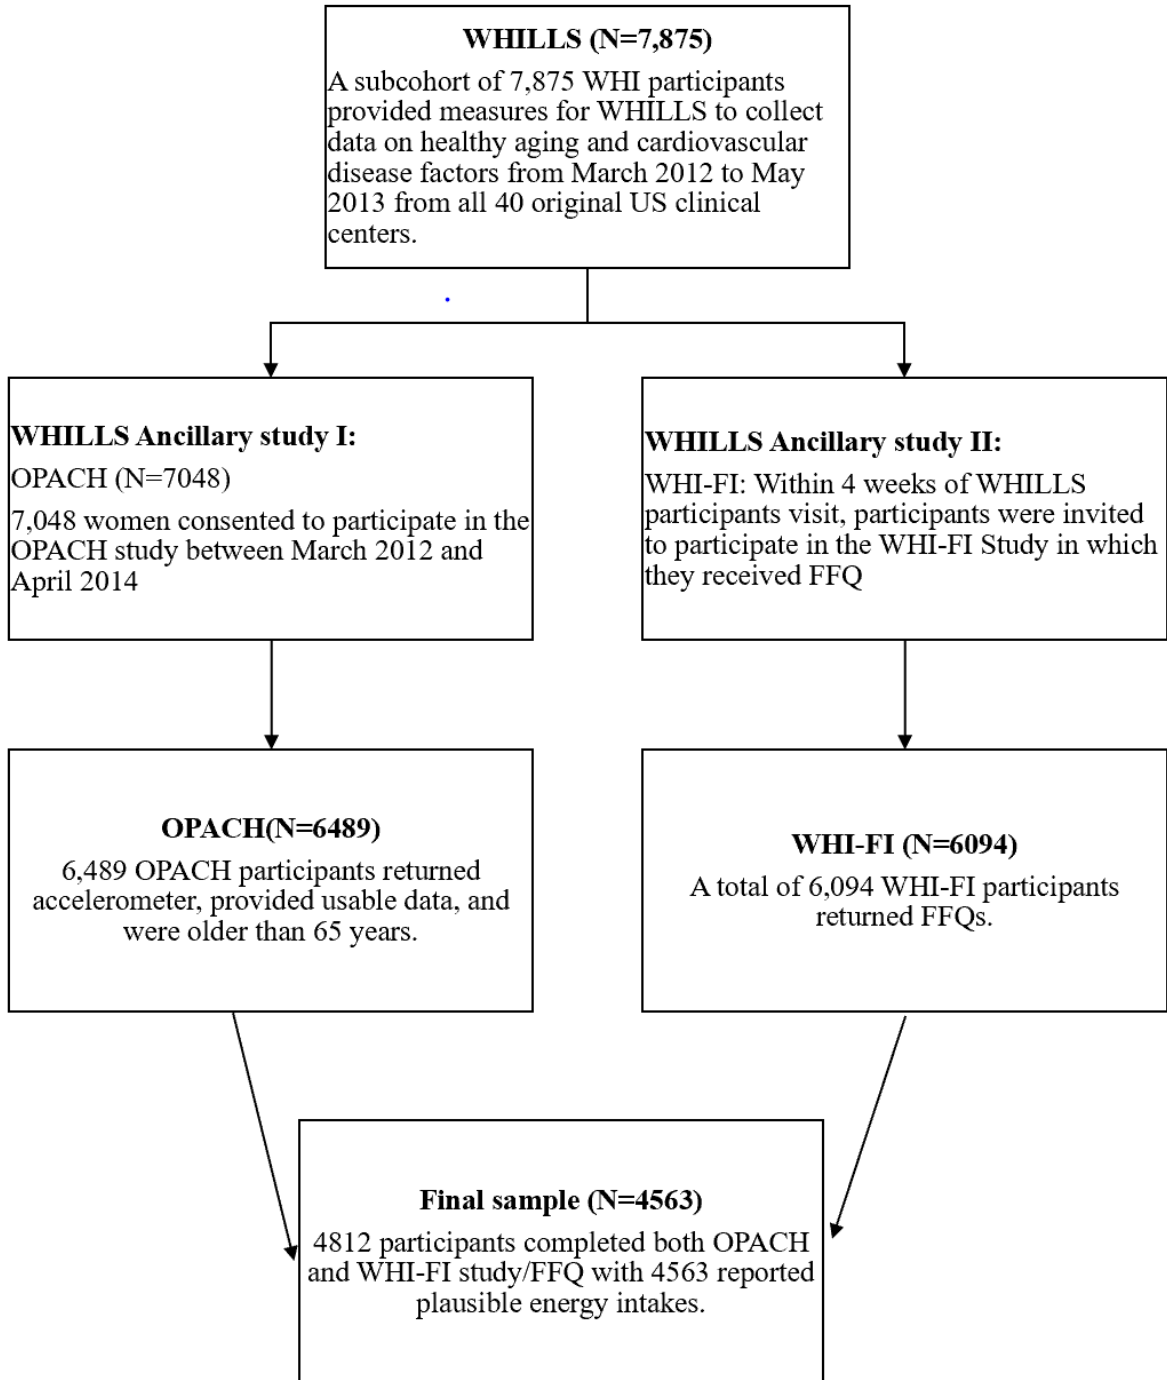 WHILLS (N=7,875)
A subcohort of 7,875 WHI participants
provided measures for WHILLS to collect
data on healthy aging and cardiovascular
disease factors from March 2012 to May
2013 from all 40 original US clinical
centers.
WHILLS Ancillary study I:
OPACH (N=7048)
7,048 women consented to participate in the
OPACH study between March 2012 and
April 2014
WHILLS Ancillary study II:
WHI-FI: Within 4 weeks of WHILLS
participants visit, participants were invited
to participate in the WHI-FI Study in which
they received FFQ
OPACH(N=6489)
6,489 OPACH participants returned
accelerometer, provided usable data, and
were older than 65 years.
WHI-FI (N=6094)
A total of 6,094 WHI-FI participants
returned FFQs.
Final sample (N=4563)
4812 participants completed both OPACH
and WHI-FI study/FFQ with 4563 reported
plausible energy intakes.